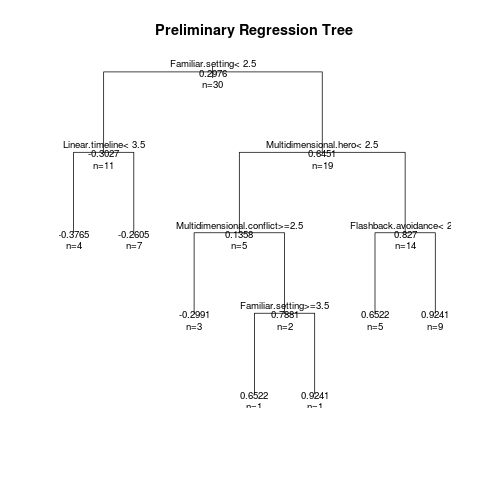 Preliminary Regression Tree
Familiar.setting< 2.5
0.2976
n=30
Linear.timeline< 3.5
-0.3027
n=11
Multidimensional.hero< 2.5
0.6451
n=19
-0.3765
n=4
-0.2605
n=7
Multidimensional.conflict>=2.5
0.1358
n=5
Flashback.avoidance< 2
0.827
n=14
-0.2991
n=3
Familiar.setting>=3.5
0.7881
n=2
0.6522
n=5
0.9241
n=9
0.6522
n=1
0.9241
n=1